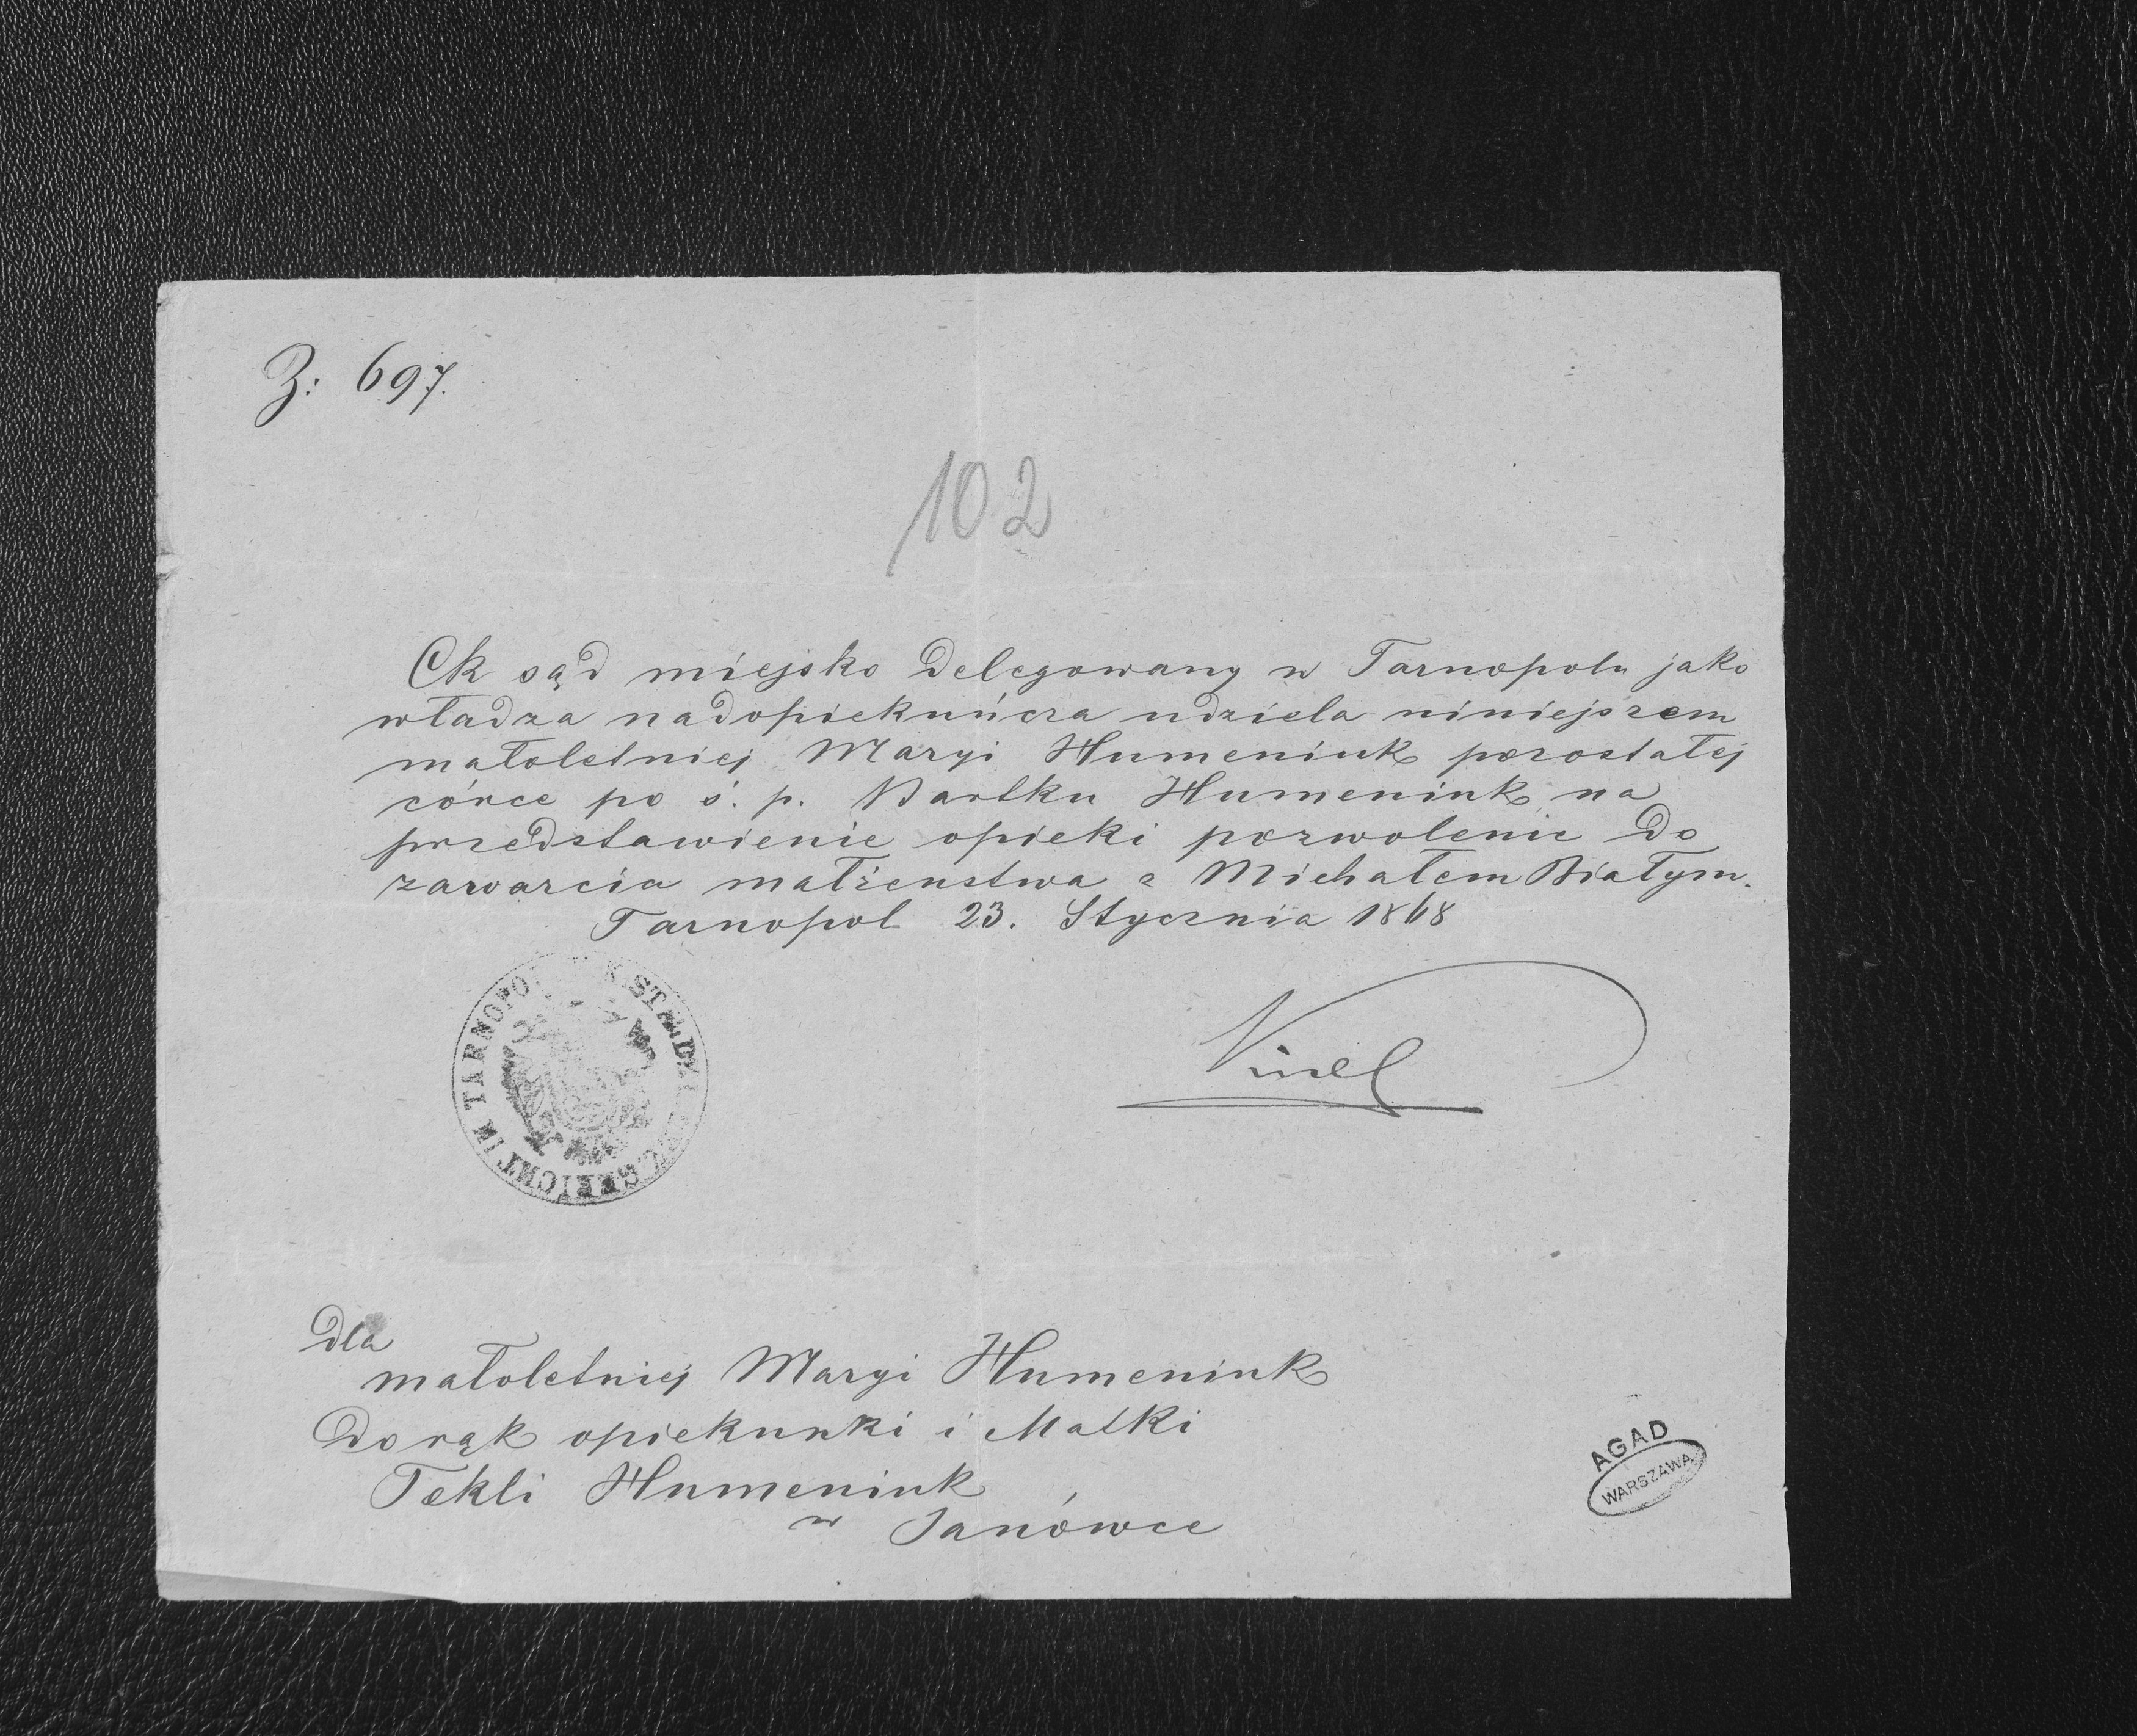 Z: 697.
102
Ck sąd miejsko delegowany w Tarnopolu jako
władza nadopiekuńcza udziela niniejszem
małoletniej Maryi Humeniuk pozostałej
córce po ś. p. Bartku Humeniuk na
przedstawienie opieki pozwolenie do
zawarcia małżenstwa z Michałem Białym.
Tarnopol 23. Stycznia 1868
dla
małoletniej Maryi Humeniuk
do rąk opiekunki i Matki
Tekli Humeniuk
w Janówce
AGAD
WARSZAWA